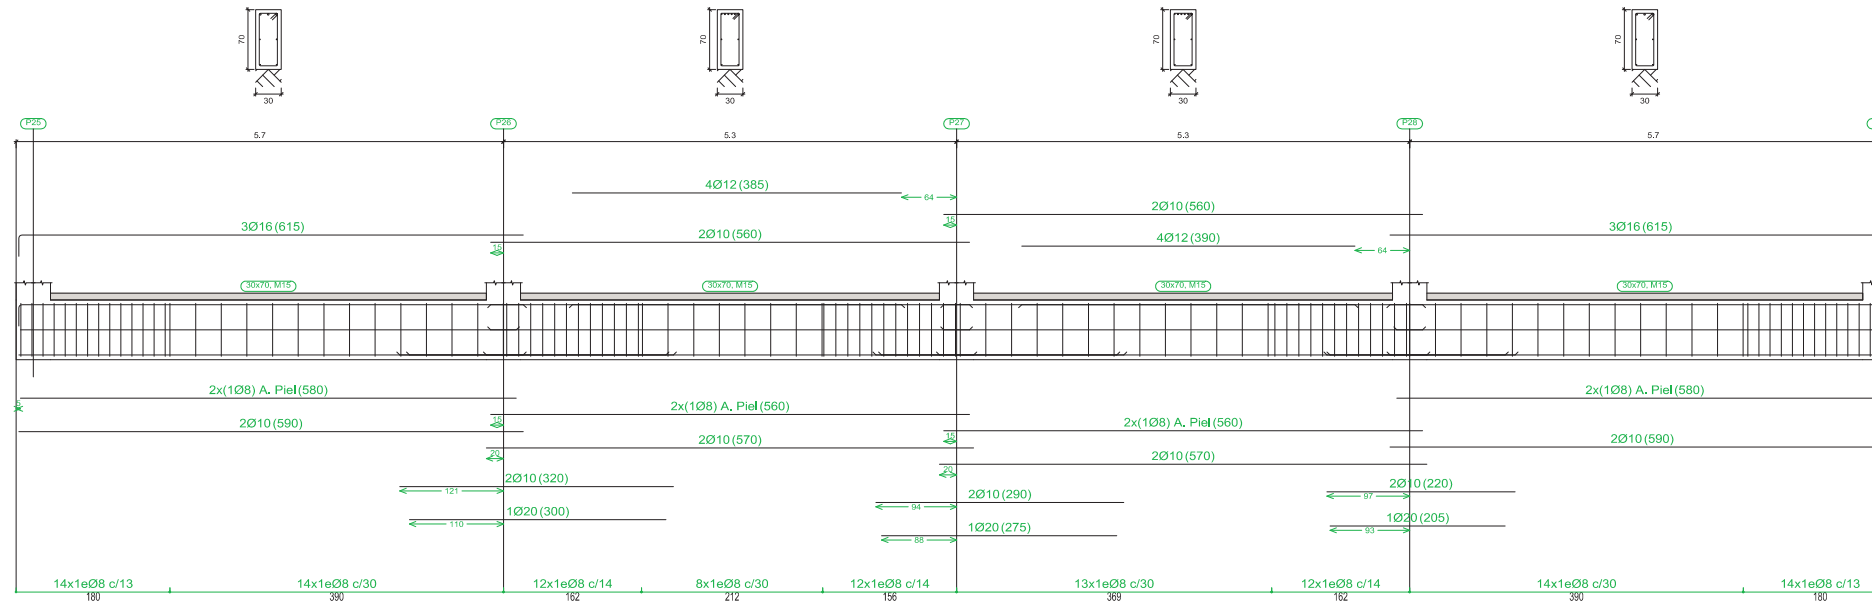 70 70 70 70
30 30 30 30
P25 P26 P27 P28
5.7 5.3 5.3 5.7
4Ø12(385)
64
2Ø10(560)
15
3Ø16(615)
3Ø16(615)
2Ø10(560)
15
4Ø12(390)
64
30x70, M15 30x70, M15 30x70, M15 30x70, M15
2x(1Ø8) A. Piel(580)
2x(1Ø8) A. Piel(580)
5
2x(1Ø8) A. Piel(560)
15
2Ø10(590)
2x(1Ø8) A. Piel(560)
15
2Ø10(570)
20
2Ø10(590)
2Ø10(570)
20
2Ø10(320)
121
2Ø10(220)
97
2Ø10(290)
94
1Ø20(300)
110
1Ø20(205)
93
1Ø20(275)
88
14x1eØ8 c/13 14x1eØ8 c/30 12x1eØ8 c/14 8x1eØ8 c/30 12x1eØ8 c/14 13x1eØ8 c/30 12x1eØ8 c/14 14x1eØ8 c/30 14x1eØ8 c/13
180 390 162 212 156 369 162 390 180